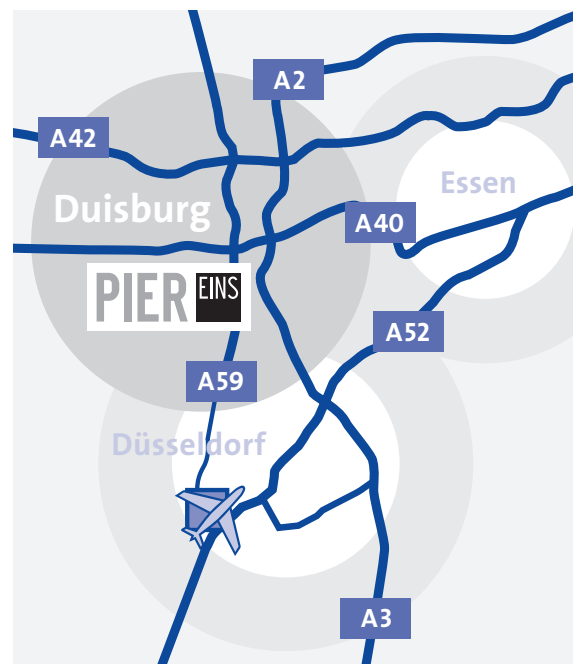 A2
A42
Essen
Duisburg
A40
PIER EINS
A52
A59
Düsseldorf
A3